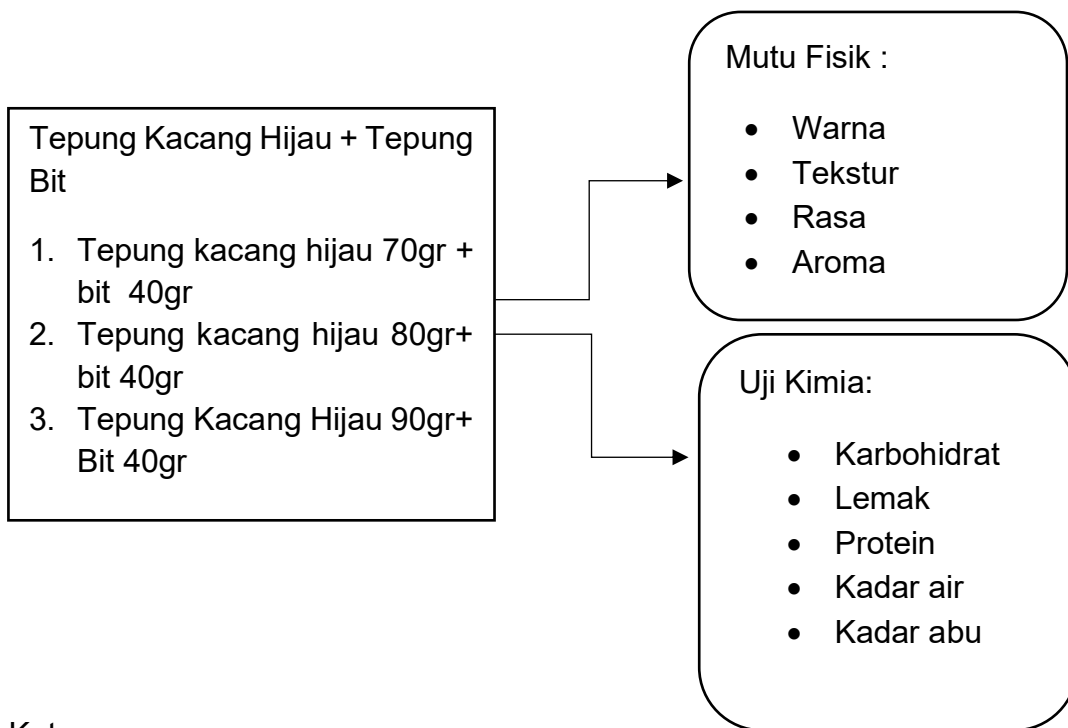 Tepung Kacang Hijau + Tepung
Bit
1. Tepung kacang hijau 70gr +
bit 40gr
2. Tepung kacang hijau 80gr+
bit 40gr
3. Tepung Kacang Hijau 90gr+
Bit 40gr
Mutu Fisik :
• Warna
• Tekstur
• Rasa
• Aroma
Uji Kimia:
• Karbohidrat
• Lemak
• Protein
• Kadar air
• Kadar abu